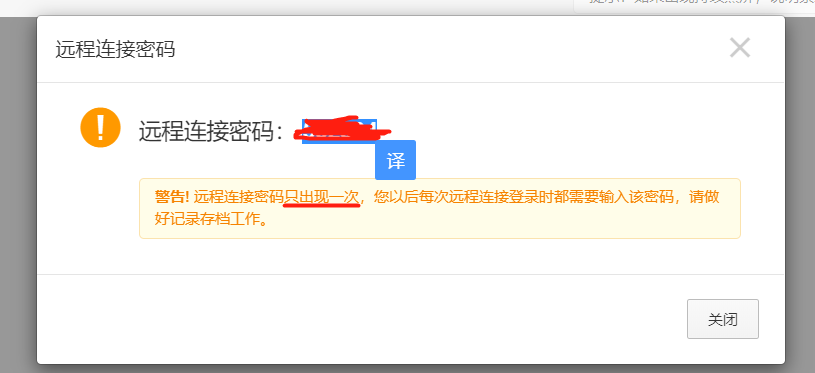 远程连接密码
远程连接密码：
译
警告! 远程连接密码只出现一次，您以后每次远程连接登录时都需要输入该密码，请做
好记录存档工作。
关闭